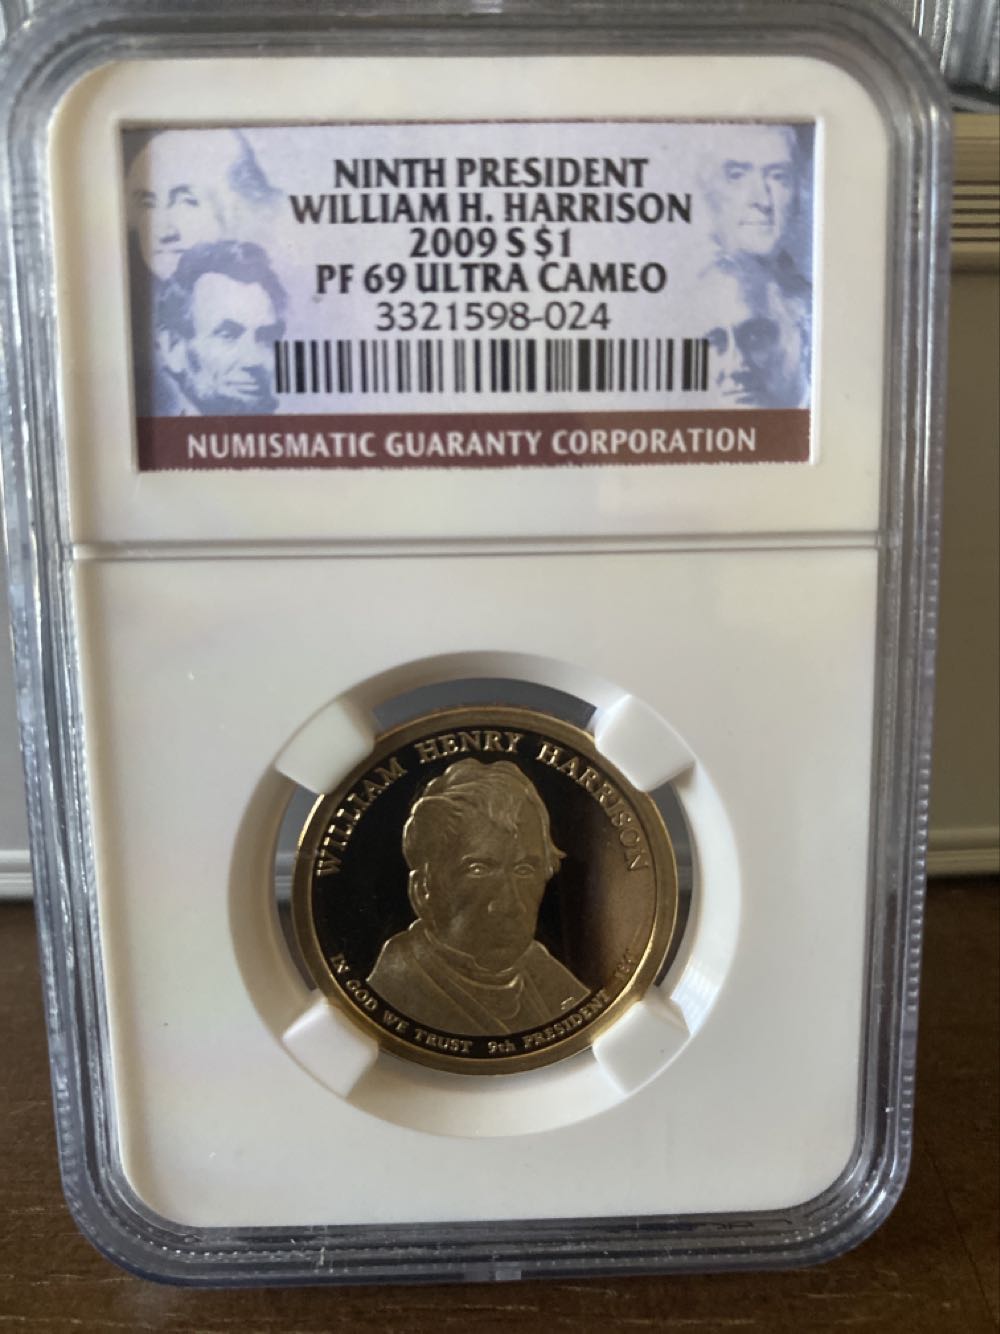 NINTH PRESIDENT
WILLIAM H. HARRISON
2009 S $1
PF 69 ULTRA CAMEO
3321598-024
NUMISMATIC GUARANTY CORPORATION
WILLIAM HENRY HARRISON
IN GOD WE TRUST 9th PRESIDENT 1841